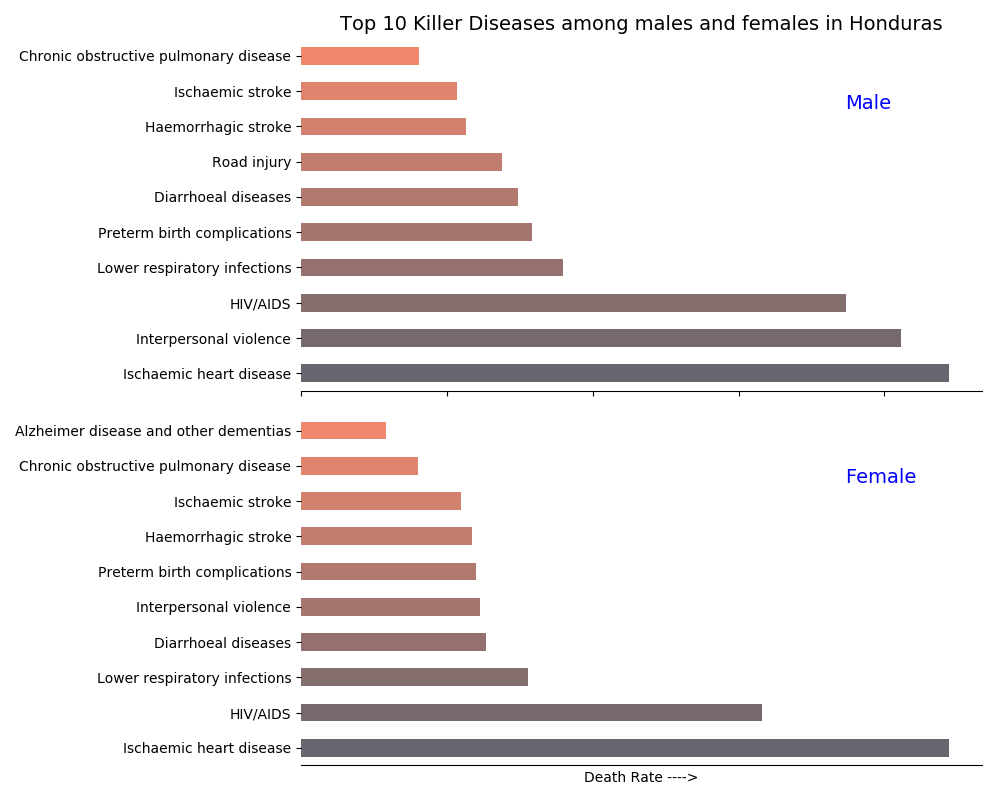 Top 10 Killer Diseases among males and females in Honduras
Chronic obstructive pulmonary disease
Ischaemic stroke
Male
Haemorrhagic stroke
Road injury
Diarrhoeal diseases
Preterm birth complications
Lower respiratory infections
HIV/AIDS
Interpersonal violence
Ischaemic heart disease
Alzheimer disease and other dementias
Chronic obstructive pulmonary disease
Female
Ischaemic stroke
Haemorrhagic stroke
Preterm birth complications
Interpersonal violence
Diarrhoeal diseases
Lower respiratory infections
HIV/AIDS
Ischaemic heart disease
Death Rate ---->